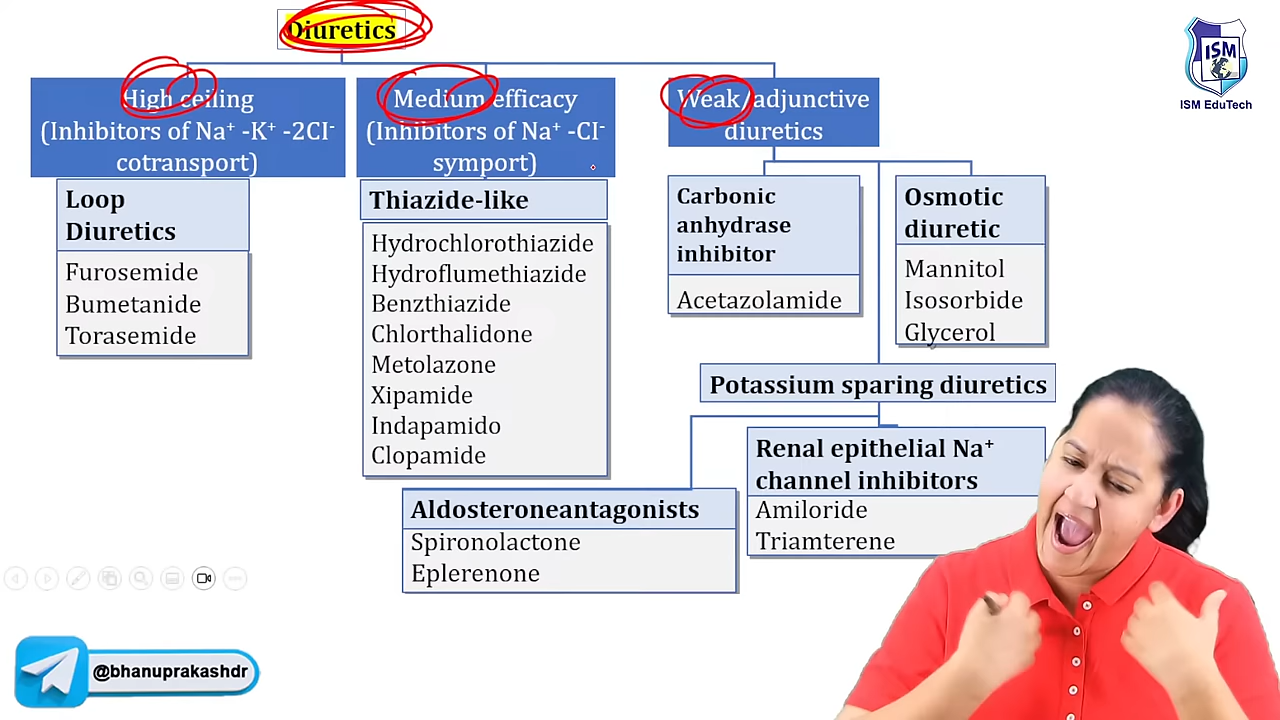 Diuretics
ISM
ISM EduTech
High ceiling
(Inhibitors of Na⁺ -K⁺ -2CI⁻
cotransport)
Loop
Diuretics
Furosemide
Bumetanide
Torasemide
Medium efficacy
(Inhibitors of Na⁺ -CI⁻
symport)
Thiazide-like
Hydrochlorothiazide
Hydroflumethiazide
Benzthiazide
Chlorthalidone
Metolazone
Xipamide
Indapamido
Clopamide
Weak/adjunctive
diuretics
Carbonic
anhydrase
inhibitor
Acetazolamide
Osmotic
diuretic
Mannitol
Isosorbide
Glycerol
Potassium sparing diuretics
Aldosteroneantagonists
Spironolactone
Eplerenone
Renal epithelial Na⁺
channel inhibitors
Amiloride
Triamterene
@bhanuprakashdr